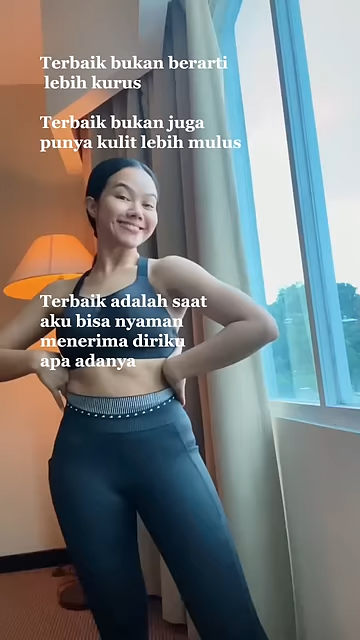 Terbaik bukan berarti
lebih kurus
Terbaik bukan juga
punya kulit lebih mulus
Terbaik adalah saat
aku bisa nyaman
menerima diriku
apa adanya